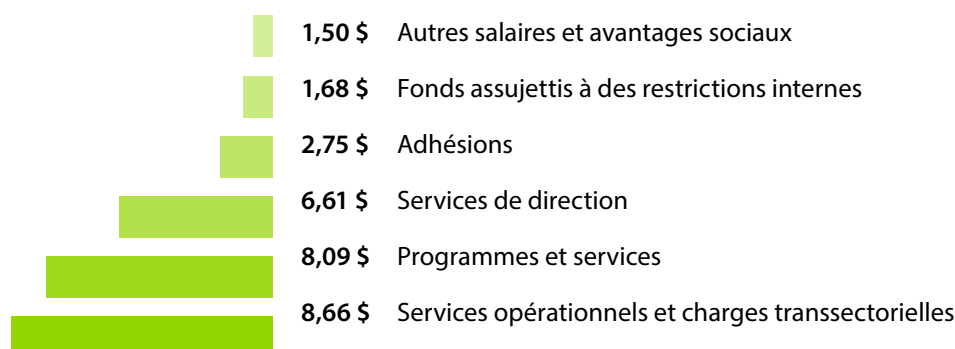 1,50 $ Autres salaires et avantages sociaux
1,68 $ Fonds assujettis à des restrictions internes
2,75 $ Adhésions
6,61 $ Services de direction
8,09 $ Programmes et services
8,66 $ Services opérationnels et charges transsectorielles